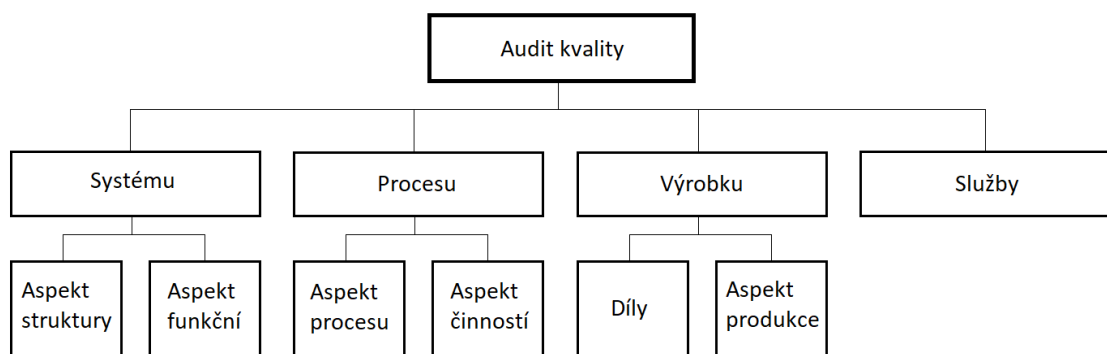 Audit kvality
Systému
Procesu
Výrobku
Služby
Aspekt
struktury
Aspekt
funkční
Aspekt
procesu
Aspekt
činností
Díly
Aspekt
produkce